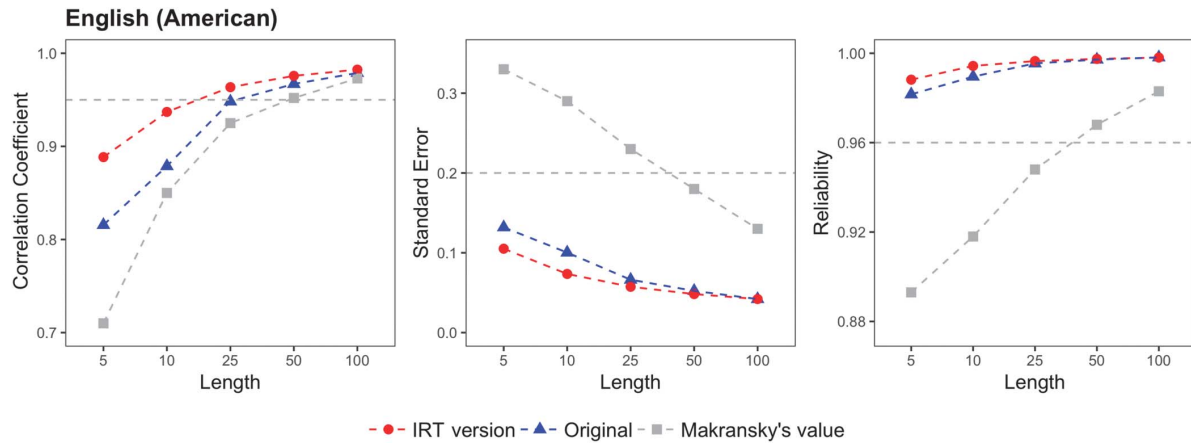 English (American)
Correlation Coefficient
1.0
0.9
0.8
0.7
5 10 25 50 100
Length
Standard Error
0.3
0.2
0.1
0.0
5 10 25 50 100
Length
Reliability
1.00
0.96
0.92
0.88
5 10 25 50 100
Length
IRT version Original Makransky's value